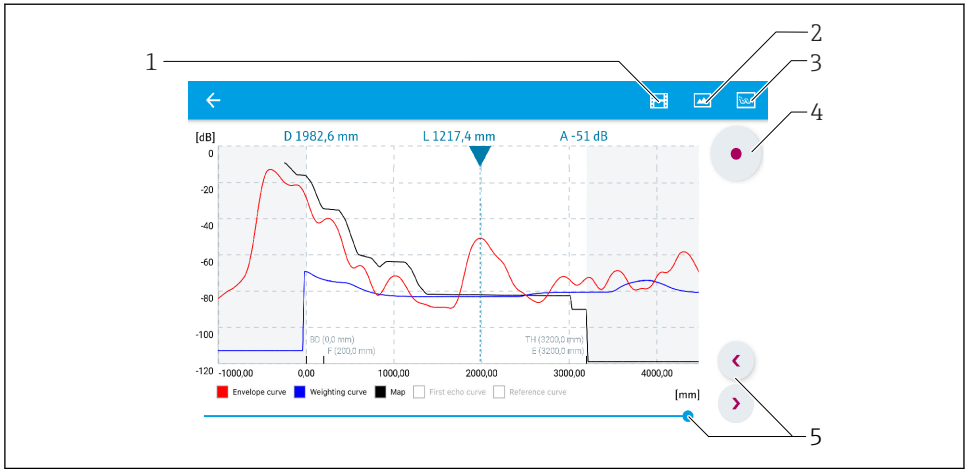 1
2
3
4
[dB]
D 1982,6 mm
L 1217,4 mm
A -51 dB
0
-20
-40
-60
-80
-100
-120
BD (0,0 mm)
F (200,0 mm)
TH (3200,0 mm)
E (3200,0 mm)
-1000,00
0,00
1000,00
2000,00
3000,00
4000,00
Envelope curve
Weighting curve
Map
First echo curve
Reference curve
[mm]
5